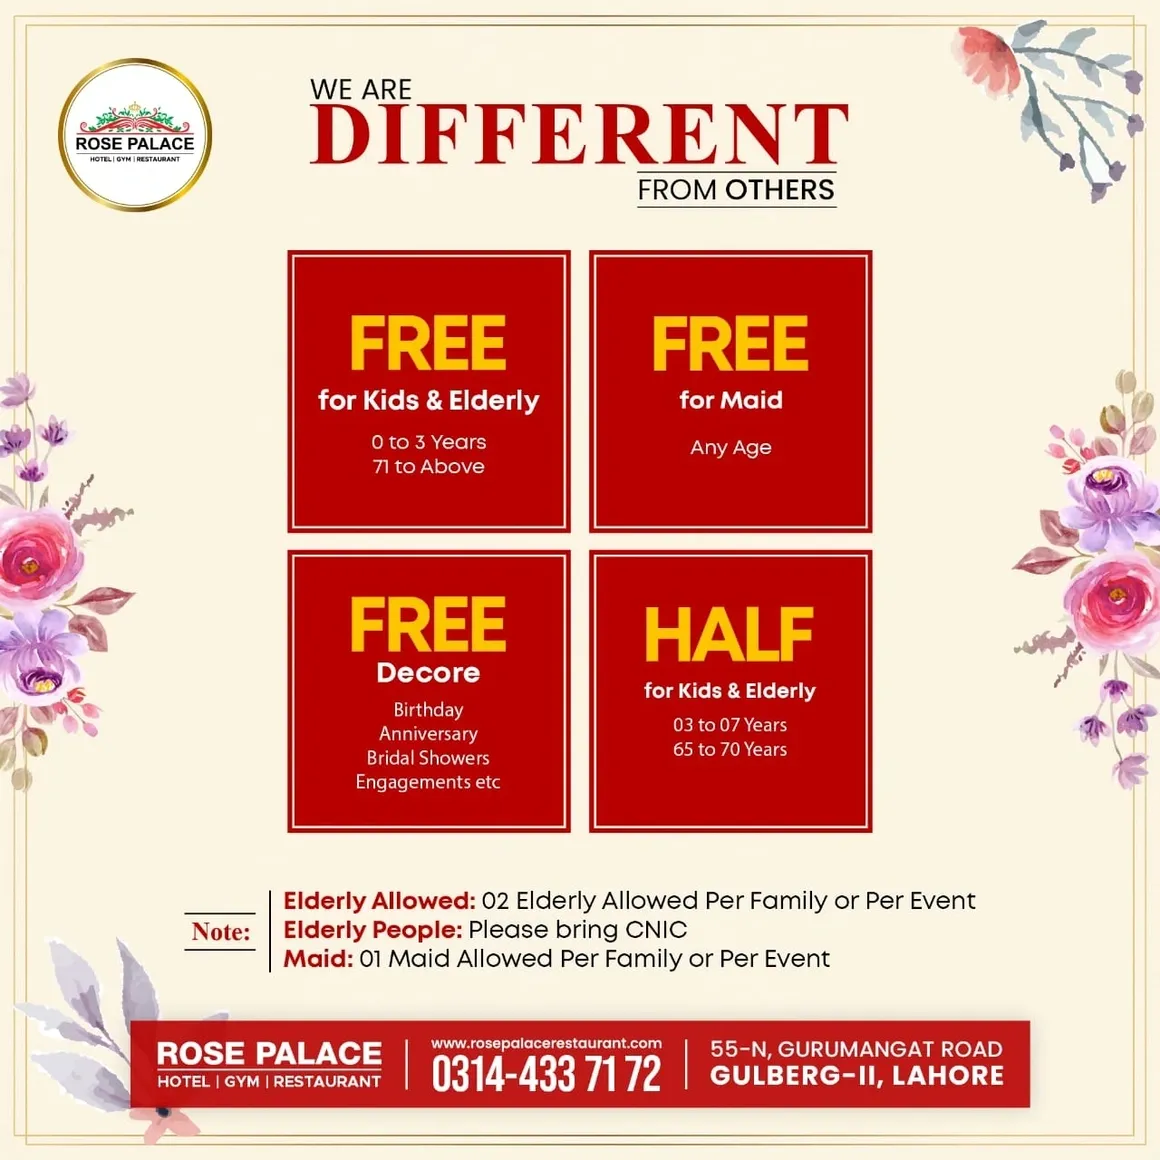 ROSE PALACE
HOTEL | GYM | RESTAURANT
WE ARE
DIFFERENT
FROM OTHERS
FREE
for Kids & Elderly
0 to 3 Years
71 to Above
FREE
for Maid
Any Age
FREE
Decore
Birthday
Anniversary
Bridal Showers
Engagements etc
HALF
for Kids & Elderly
03 to 07 Years
65 to 70 Years
Note:
Elderly Allowed: 02 Elderly Allowed Per Family or Per Event
Elderly People: Please bring CNIC
Maid: 01 Maid Allowed Per Family or Per Event
ROSE PALACE
HOTEL | GYM | RESTAURANT
www.rosepalacerestaurant.com
0314-433 71 72
55-N, GURUMANGAT ROAD
GULBERG-II, LAHORE